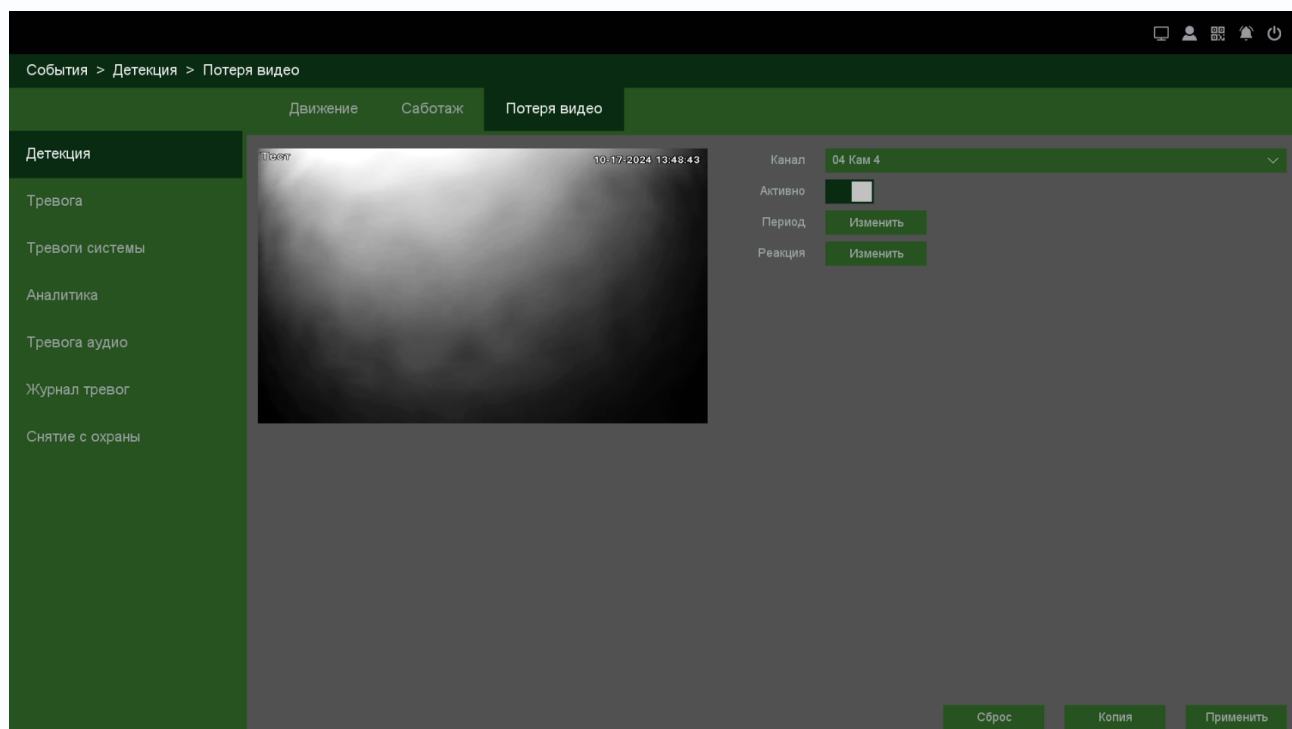 События > Детекция > Потеря видео
Движение Саботаж Потеря видео
Детекция
Тревога
Тревоги системы
Аналитика
Тревога аудио
Журнал тревог
Снятие с охраны
Тест 10-17-2024 13:48:43
Канал 04 Кам 4
Активно
Период Изменить
Реакция Изменить
Сброс Копия Применить